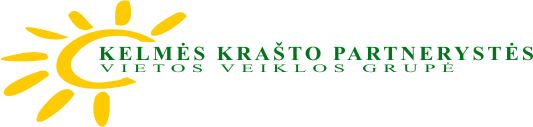 KELMĖS KRAŠTO PARTNERYSTĖS
VIETOS VEIKLOS GRUPĖ